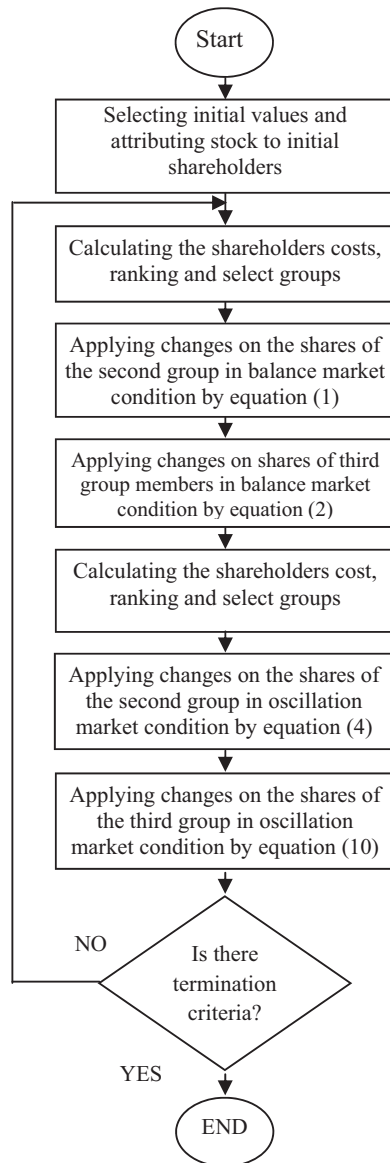 Start
Selecting initial values and
attributing stock to initial
shareholders
Calculating the shareholders costs,
ranking and select groups
Applying changes on the shares of
the second group in balance market
condition by equation (1)
Applying changes on shares of third
group members in balance market
condition by equation (2)
Calculating the shareholders cost,
ranking and select groups
Applying changes on the shares of
the second group in oscillation
market condition by equation (4)
Applying changes on the shares of
the third group in oscillation
market condition by equation (10)
NO
Is there
termination
criteria?
YES
END